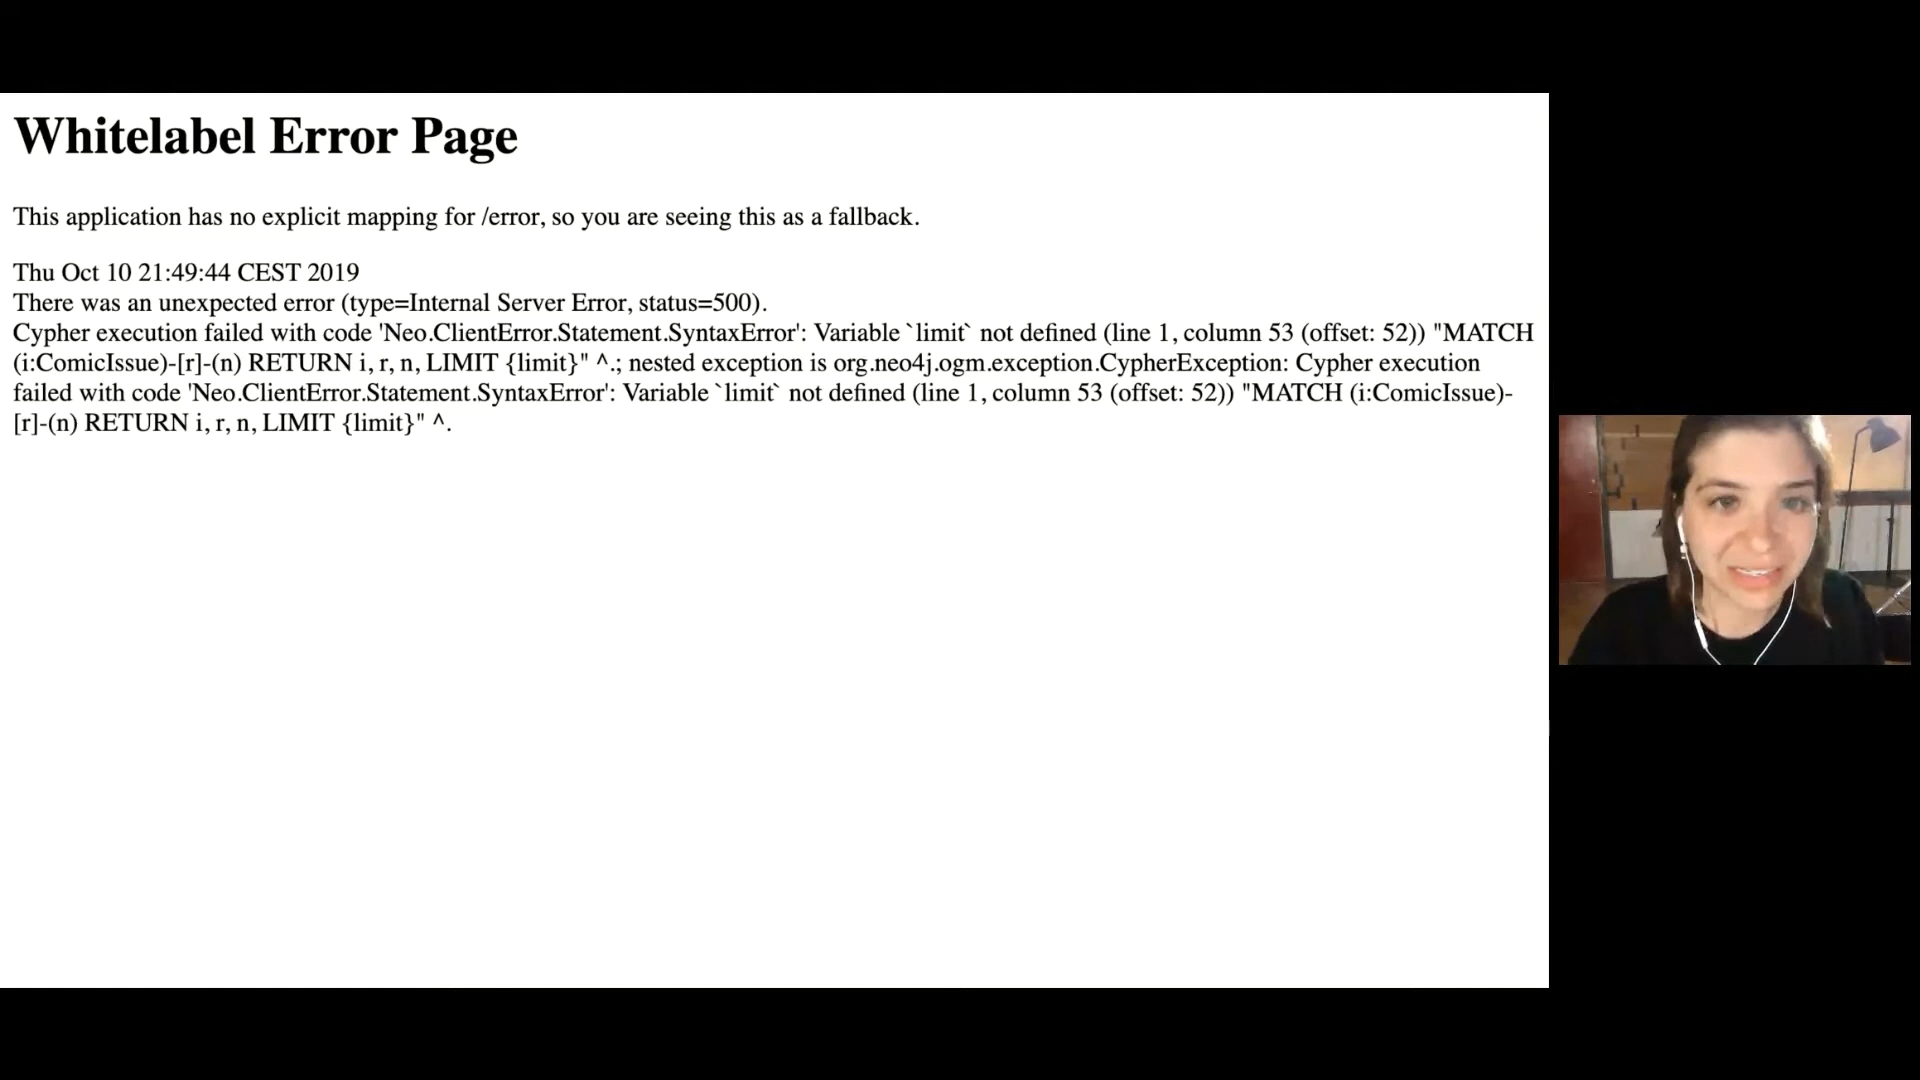 Whitelabel Error Page
This application has no explicit mapping for /error, so you are seeing this as a fallback.
Thu Oct 10 21:49:44 CEST 2019
There was an unexpected error (type=Internal Server Error, status=500).
Cypher execution failed with code 'Neo.ClientError.Statement.SyntaxError': Variable `limit` not defined (line 1, column 53 (offset: 52)) "MATCH
(i:ComicIssue)-[r]-(n) RETURN i, r, n, LIMIT {limit}" ^.; nested exception is org.neo4j.ogm.exception.CypherException: Cypher execution
failed with code 'Neo.ClientError.Statement.SyntaxError': Variable `limit` not defined (line 1, column 53 (offset: 52)) "MATCH (i:ComicIssue)-
[r]-(n) RETURN i, r, n, LIMIT {limit}" ^.